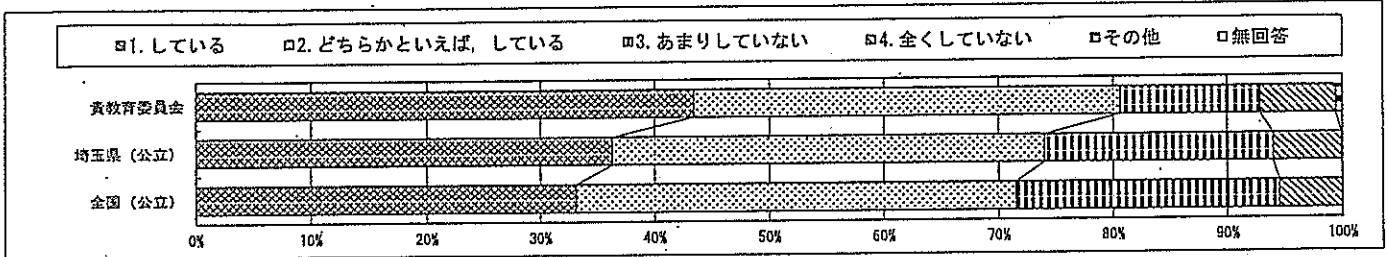 1. している 2. どちらかといえば, している 3. あまりしていない 4. 全くしていない その他 無回答
貴教育委員会
埼玉県（公立）
全国（公立）
0% 10% 20% 30% 40% 50% 60% 70% 80% 90% 100%